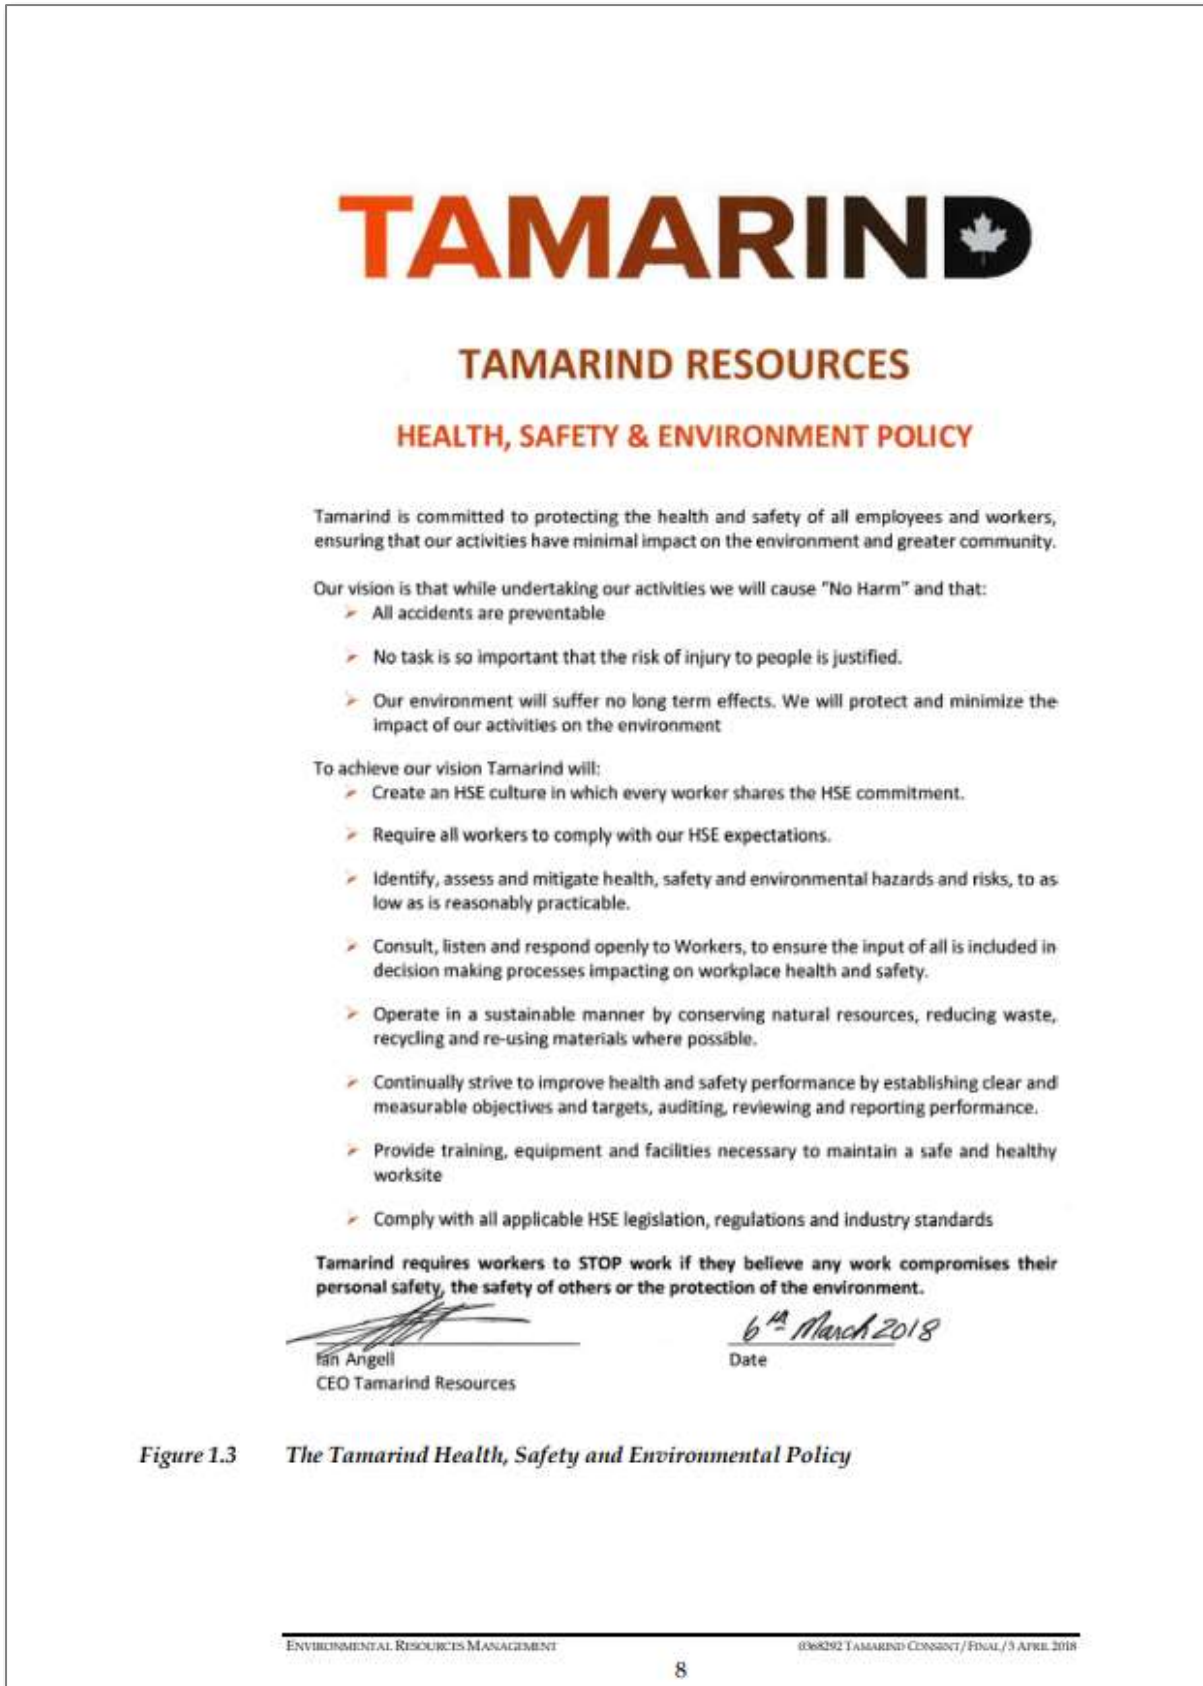 TAMARIND
TAMARIND RESOURCES
HEALTH, SAFETY & ENVIRONMENT POLICY
Tamarind is committed to protecting the health and safety of all employees and workers,
ensuring that our activities have minimal impact on the environment and greater community.
Our vision is that while undertaking our activities we will cause "No Harm" and that:
➢ All accidents are preventable
➢ No task is so important that the risk of injury to people is justified.
➢ Our environment will suffer no long term effects. We will protect and minimize the
impact of our activities on the environment
To achieve our vision Tamarind will:
➢ Create an HSE culture in which every worker shares the HSE commitment.
➢ Require all workers to comply with our HSE expectations.
➢ Identify, assess and mitigate health, safety and environmental hazards and risks, to as
low as is reasonably practicable.
➢ Consult, listen and respond openly to Workers, to ensure the input of all is included in
decision making processes impacting on workplace health and safety.
➢ Operate in a sustainable manner by conserving natural resources, reducing waste,
recycling and re-using materials where possible.
➢ Continually strive to improve health and safety performance by establishing clear and
measurable objectives and targets, auditing, reviewing and reporting performance.
➢ Provide training, equipment and facilities necessary to maintain a safe and healthy
worksite
➢ Comply with all applicable HSE legislation, regulations and industry standards
Tamarind requires workers to STOP work if they believe any work compromises their
personal safety, the safety of others or the protection of the environment.
6th March 2018
Ian Angell Date
CEO Tamarind Resources
Figure 1.3 The Tamarind Health, Safety and Environmental Policy
ENVIRONMENTAL RESOURCES MANAGEMENT 0368292 TAMARIND CONSENT/FINAL/3 APRIL 2018
8